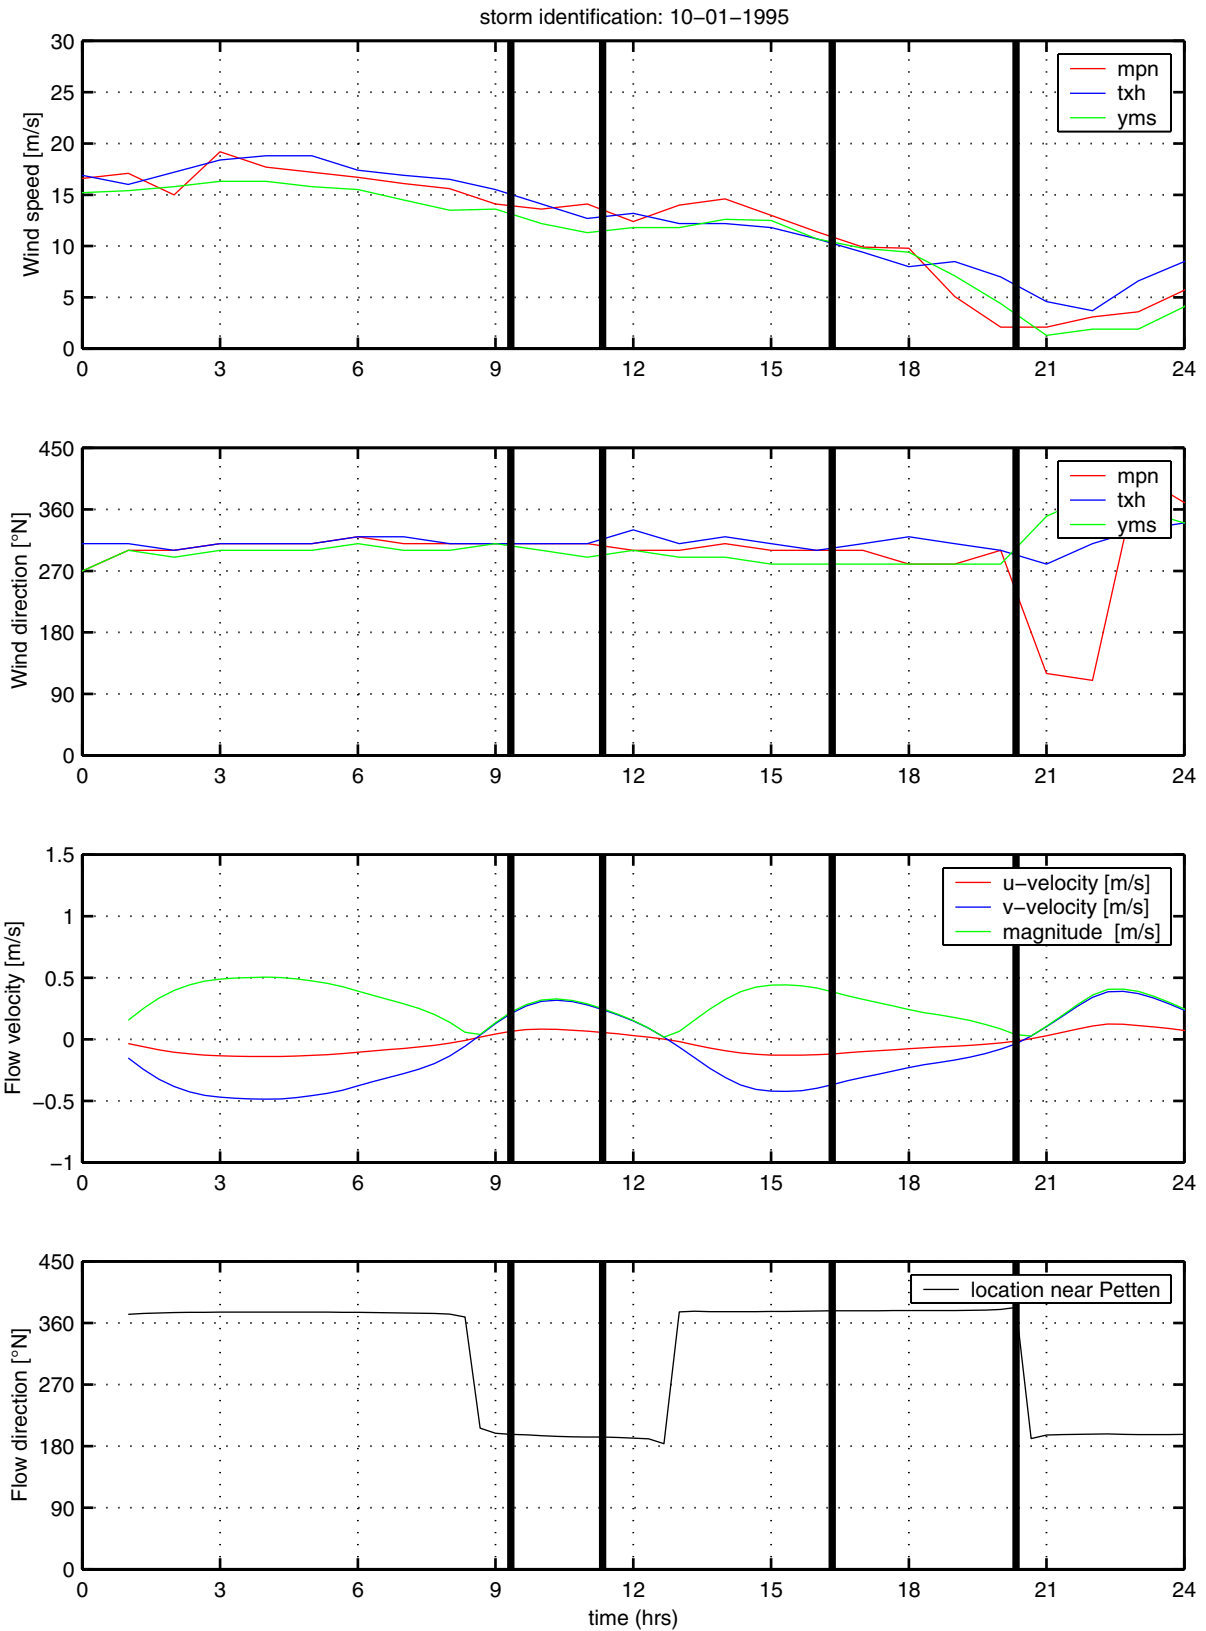 storm identification: 10−01−1995
30
25
20
15
10
5
0
Wind speed [m/s]
mpn
txh
yms
0 3 6 9 12 15 18 21 24
450
360
270
180
90
0
Wind direction [°N]
mpn
txh
yms
0 3 6 9 12 15 18 21 24
1.5
1
0.5
0
−0.5
−1
Flow velocity [m/s]
u−velocity [m/s]
v−velocity [m/s]
magnitude [m/s]
0 3 6 9 12 15 18 21 24
450
360
270
180
90
0
Flow direction [°N]
location near Petten
0 3 6 9 12 15 18 21 24
time (hrs)